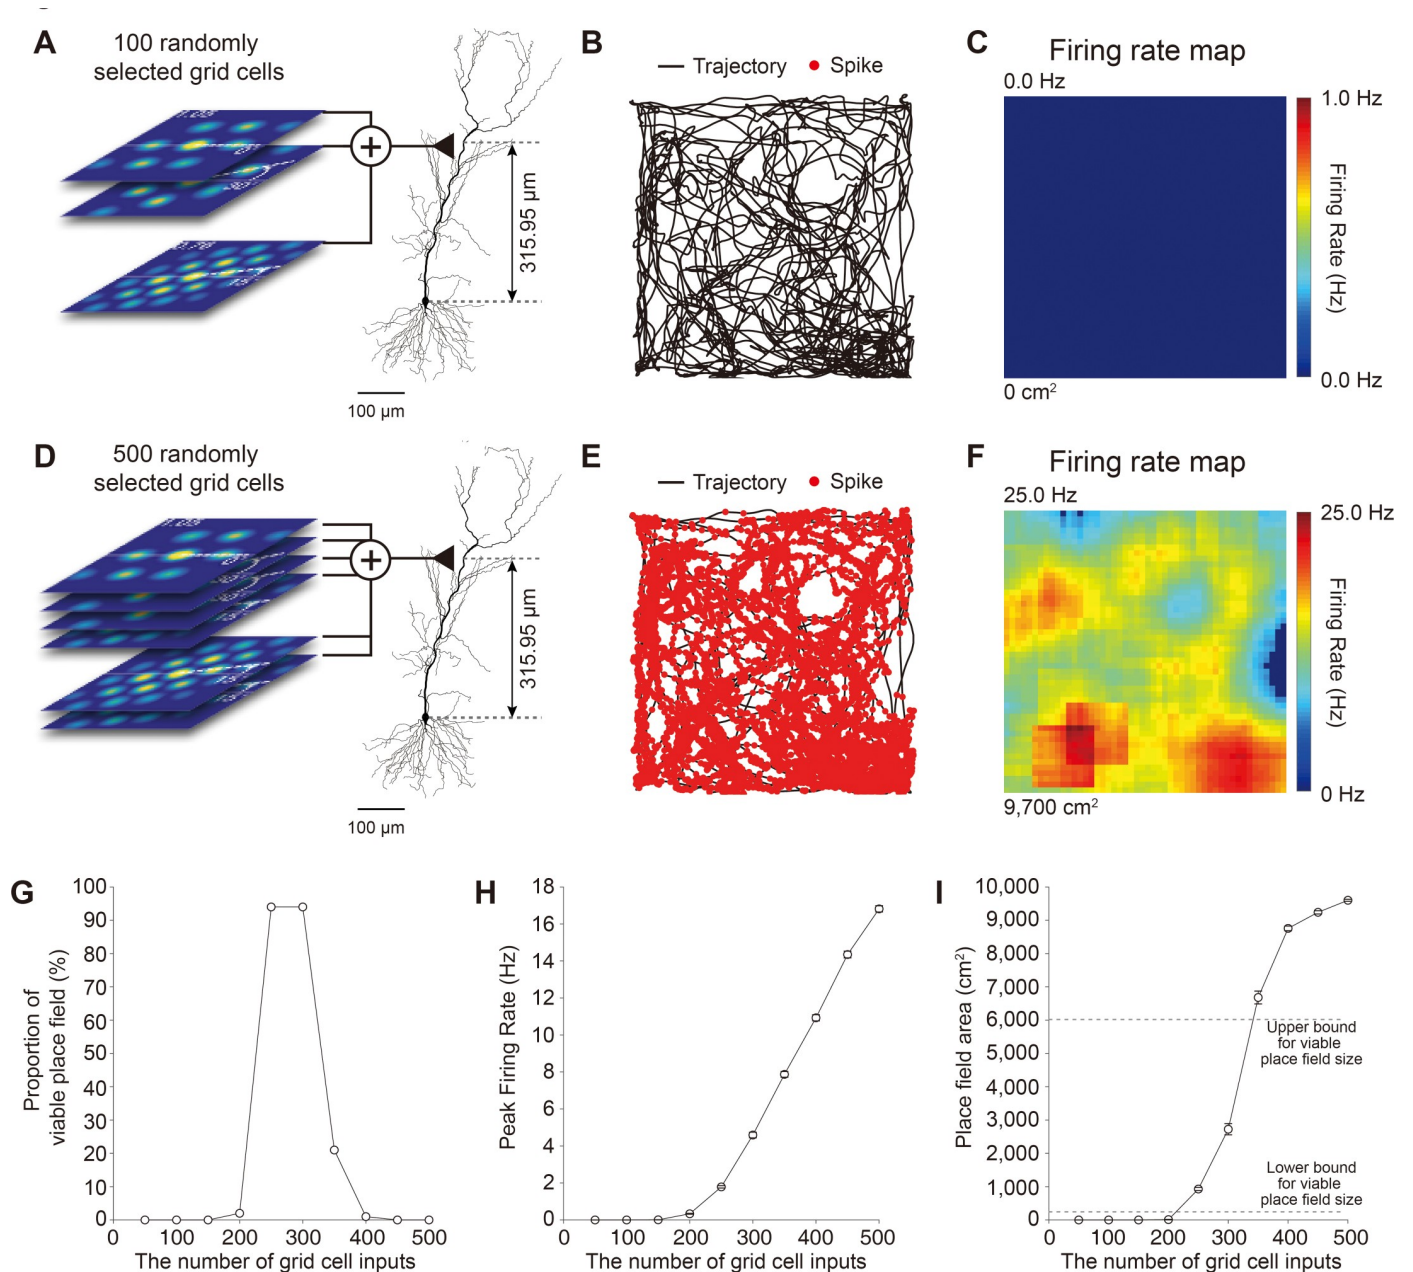 A
100 randomly
selected grid cells
315.95 µm
100 µm
B
Trajectory
Spike
C
Firing rate map
0.0 Hz
1.0 Hz
Firing Rate (Hz)
0.0 Hz
0 cm²
D
500 randomly
selected grid cells
315.95 µm
100 µm
E
Trajectory
Spike
F
Firing rate map
25.0 Hz
25.0 Hz
Firing Rate (Hz)
0 Hz
9,700 cm²
G
Proportion of
viable place field (%)
100
90
80
70
60
50
40
30
20
10
0
0 100 200 300 400 500
The number of grid cell inputs
H
Peak Firing Rate (Hz)
18
16
14
12
10
8
6
4
2
0
0 50 100 200 300 400 500
The number of grid cell inputs
I
Place field area (cm²)
10,000
9,000
8,000
7,000
6,000
5,000
4,000
3,000
2,000
1,000
0
Upper bound
for viable
place field size
Lower bound
for viable
place field size
0 50 100 200 300 400 500
The number of grid cell inputs